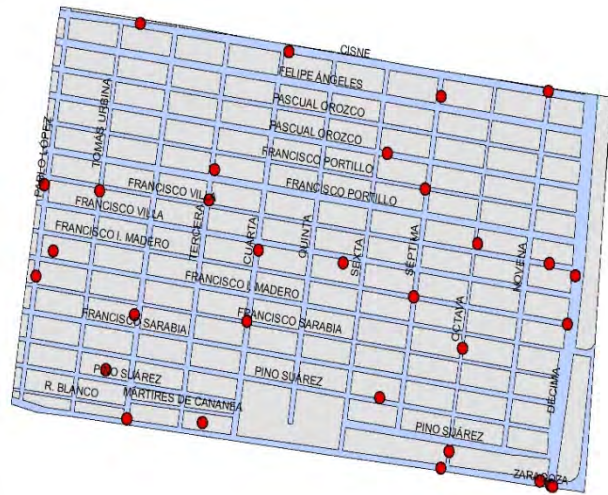 CISNE
FELIPE ÁNGELES
PASCUAL OROZCO
PASCUAL OROZCO
FRANCISCO PORTILLO
FRANCISCO PORTILLO
TOMAS URBINA
PABLO LÓPEZ
FRANCISCO VILLA
FRANCISCO VILLA
TERCERA
CUARTA
QUINTA
SEXTA
SÉPTIMA
NOVENA
FRANCISCO I. MADERO
FRANCISCO I. MADERO
OCTAVA
FRANCISCO SARABIA
FRANCISCO SARABIA
DÉCIMA
PINO SUÁREZ
PINO SUÁREZ
R. BLANCO
MÁRTIRES DE CANANEA
PINO SUÁREZ
ZARAGOZA